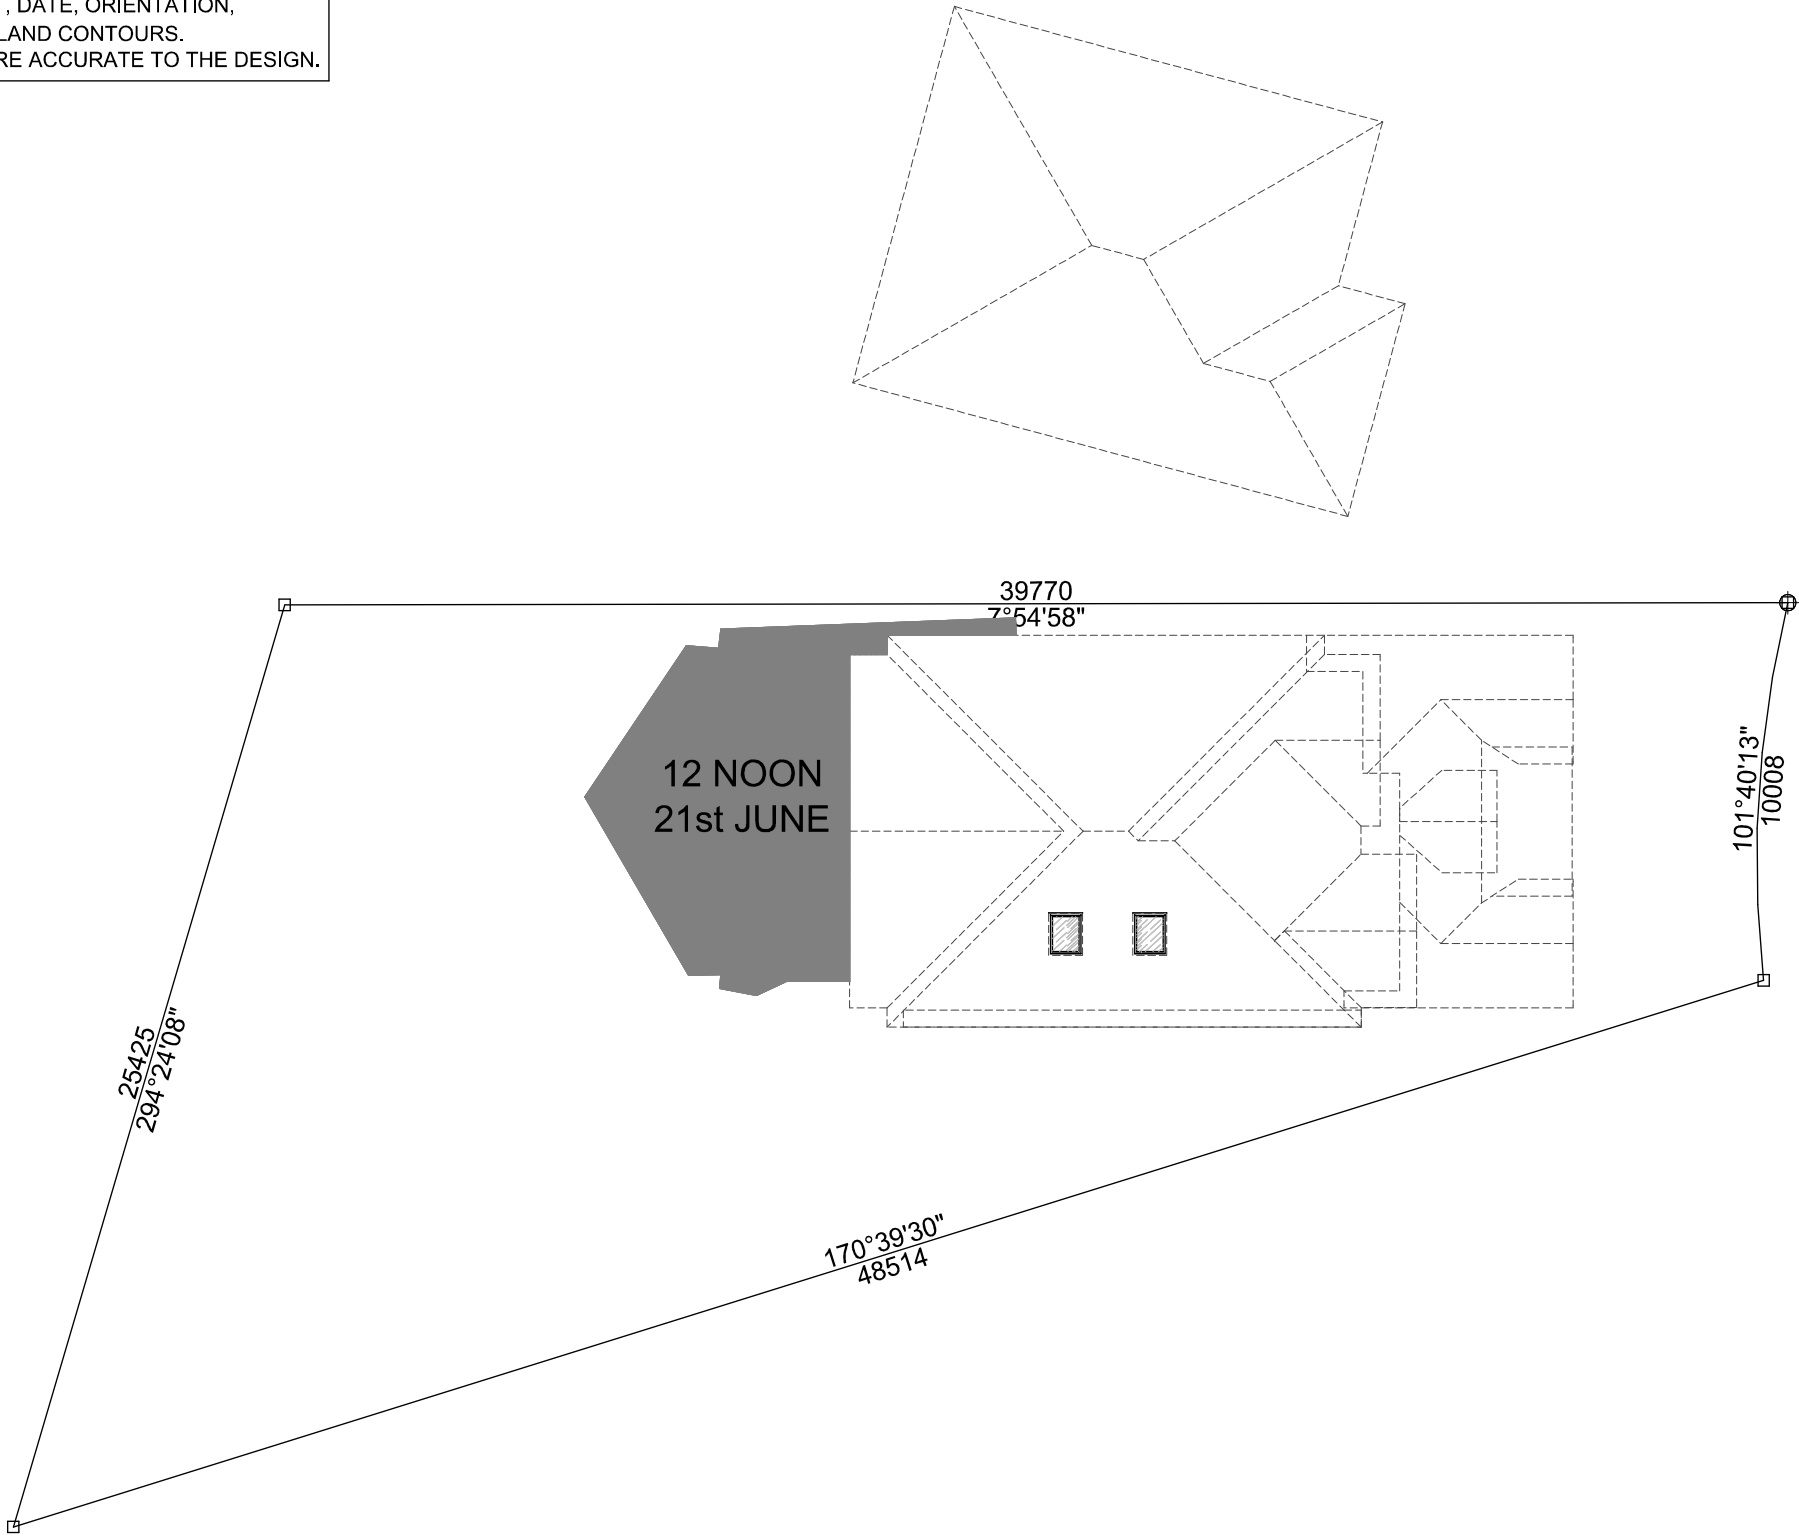 , DATE, ORIENTATION,
LAND CONTOURS.
RE ACCURATE TO THE DESIGN.
39770
7°54'58"
12 NOON
21st JUNE
101°40'13"
10008
25425
294°24'08"
170°39'30"
48514